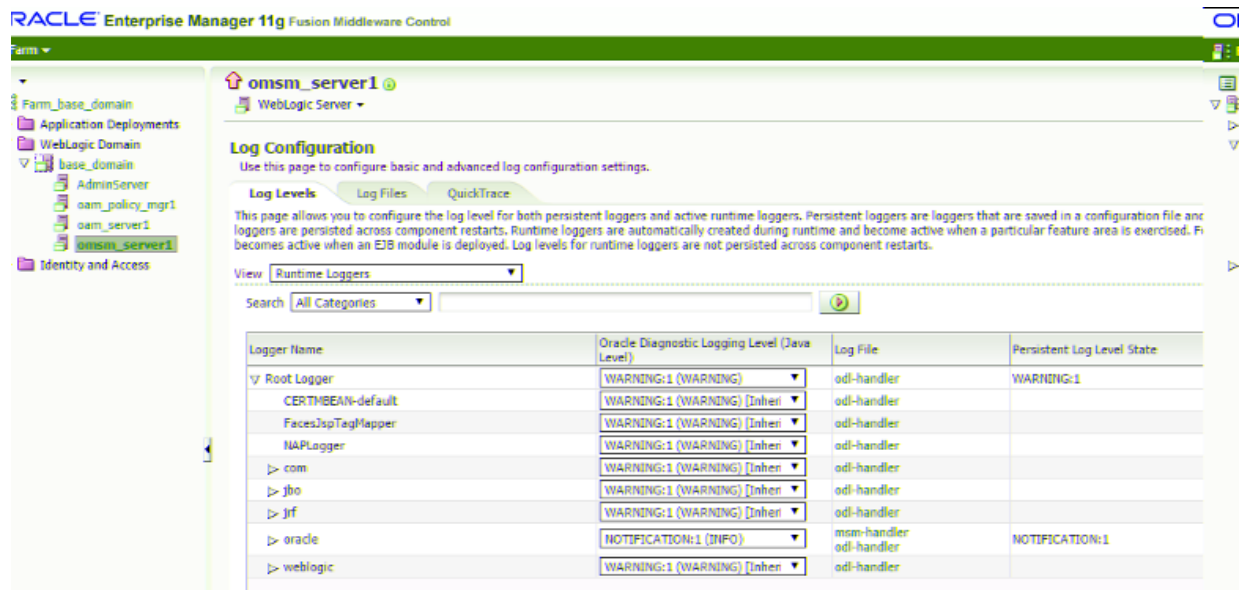 RACLE Enterprise Manager 11g Fusion Middleware Control
Farm
omsm_server1
WebLogic Server
Farm_base_domain
Application Deployments
WebLogic Domain
base_domain
AdminServer
oam_policy_mgr1
oam_server1
omsm_server1
Identity and Access
Log Configuration
Use this page to configure basic and advanced log configuration settings.
Log Levels Log Files QuickTrace
This page allows you to configure the log level for both persistent loggers and active runtime loggers. Persistent loggers are loggers that are saved in a configuration file and
loggers are persisted across component restarts. Runtime loggers are automatically created during runtime and become active when a particular feature area is exercised. F
becomes active when an EJB module is deployed. Log levels for runtime loggers are not persisted across component restarts.
View Runtime Loggers
Search All Categories
Logger Name Oracle Diagnostic Logging Level (Java Level) Log File Persistent Log Level State
Root Logger WARNING:1 (WARNING) odl-handler WARNING:1
CERTMBEAN-default WARNING:1 (WARNING) [Inheri odl-handler
FacesJspTagMapper WARNING:1 (WARNING) [Inheri odl-handler
NAPLogger WARNING:1 (WARNING) [Inheri odl-handler
com WARNING:1 (WARNING) [Inheri odl-handler
jbo WARNING:1 (WARNING) [Inheri odl-handler
jrf WARNING:1 (WARNING) [Inheri odl-handler
oracle NOTIFICATION:1 (INFO) msm-handler odl-handler NOTIFICATION:1
weblogic WARNING:1 (WARNING) [Inheri odl-handler